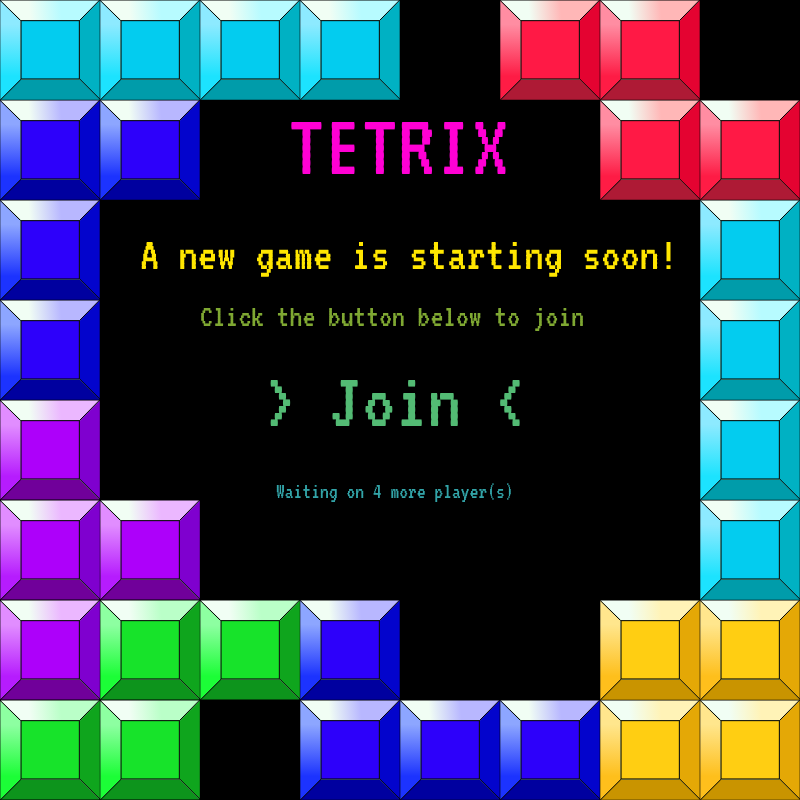 TETRIX
A new game is starting soon!
Click the button below to join
> Join <
Waiting on 4 more player(s)